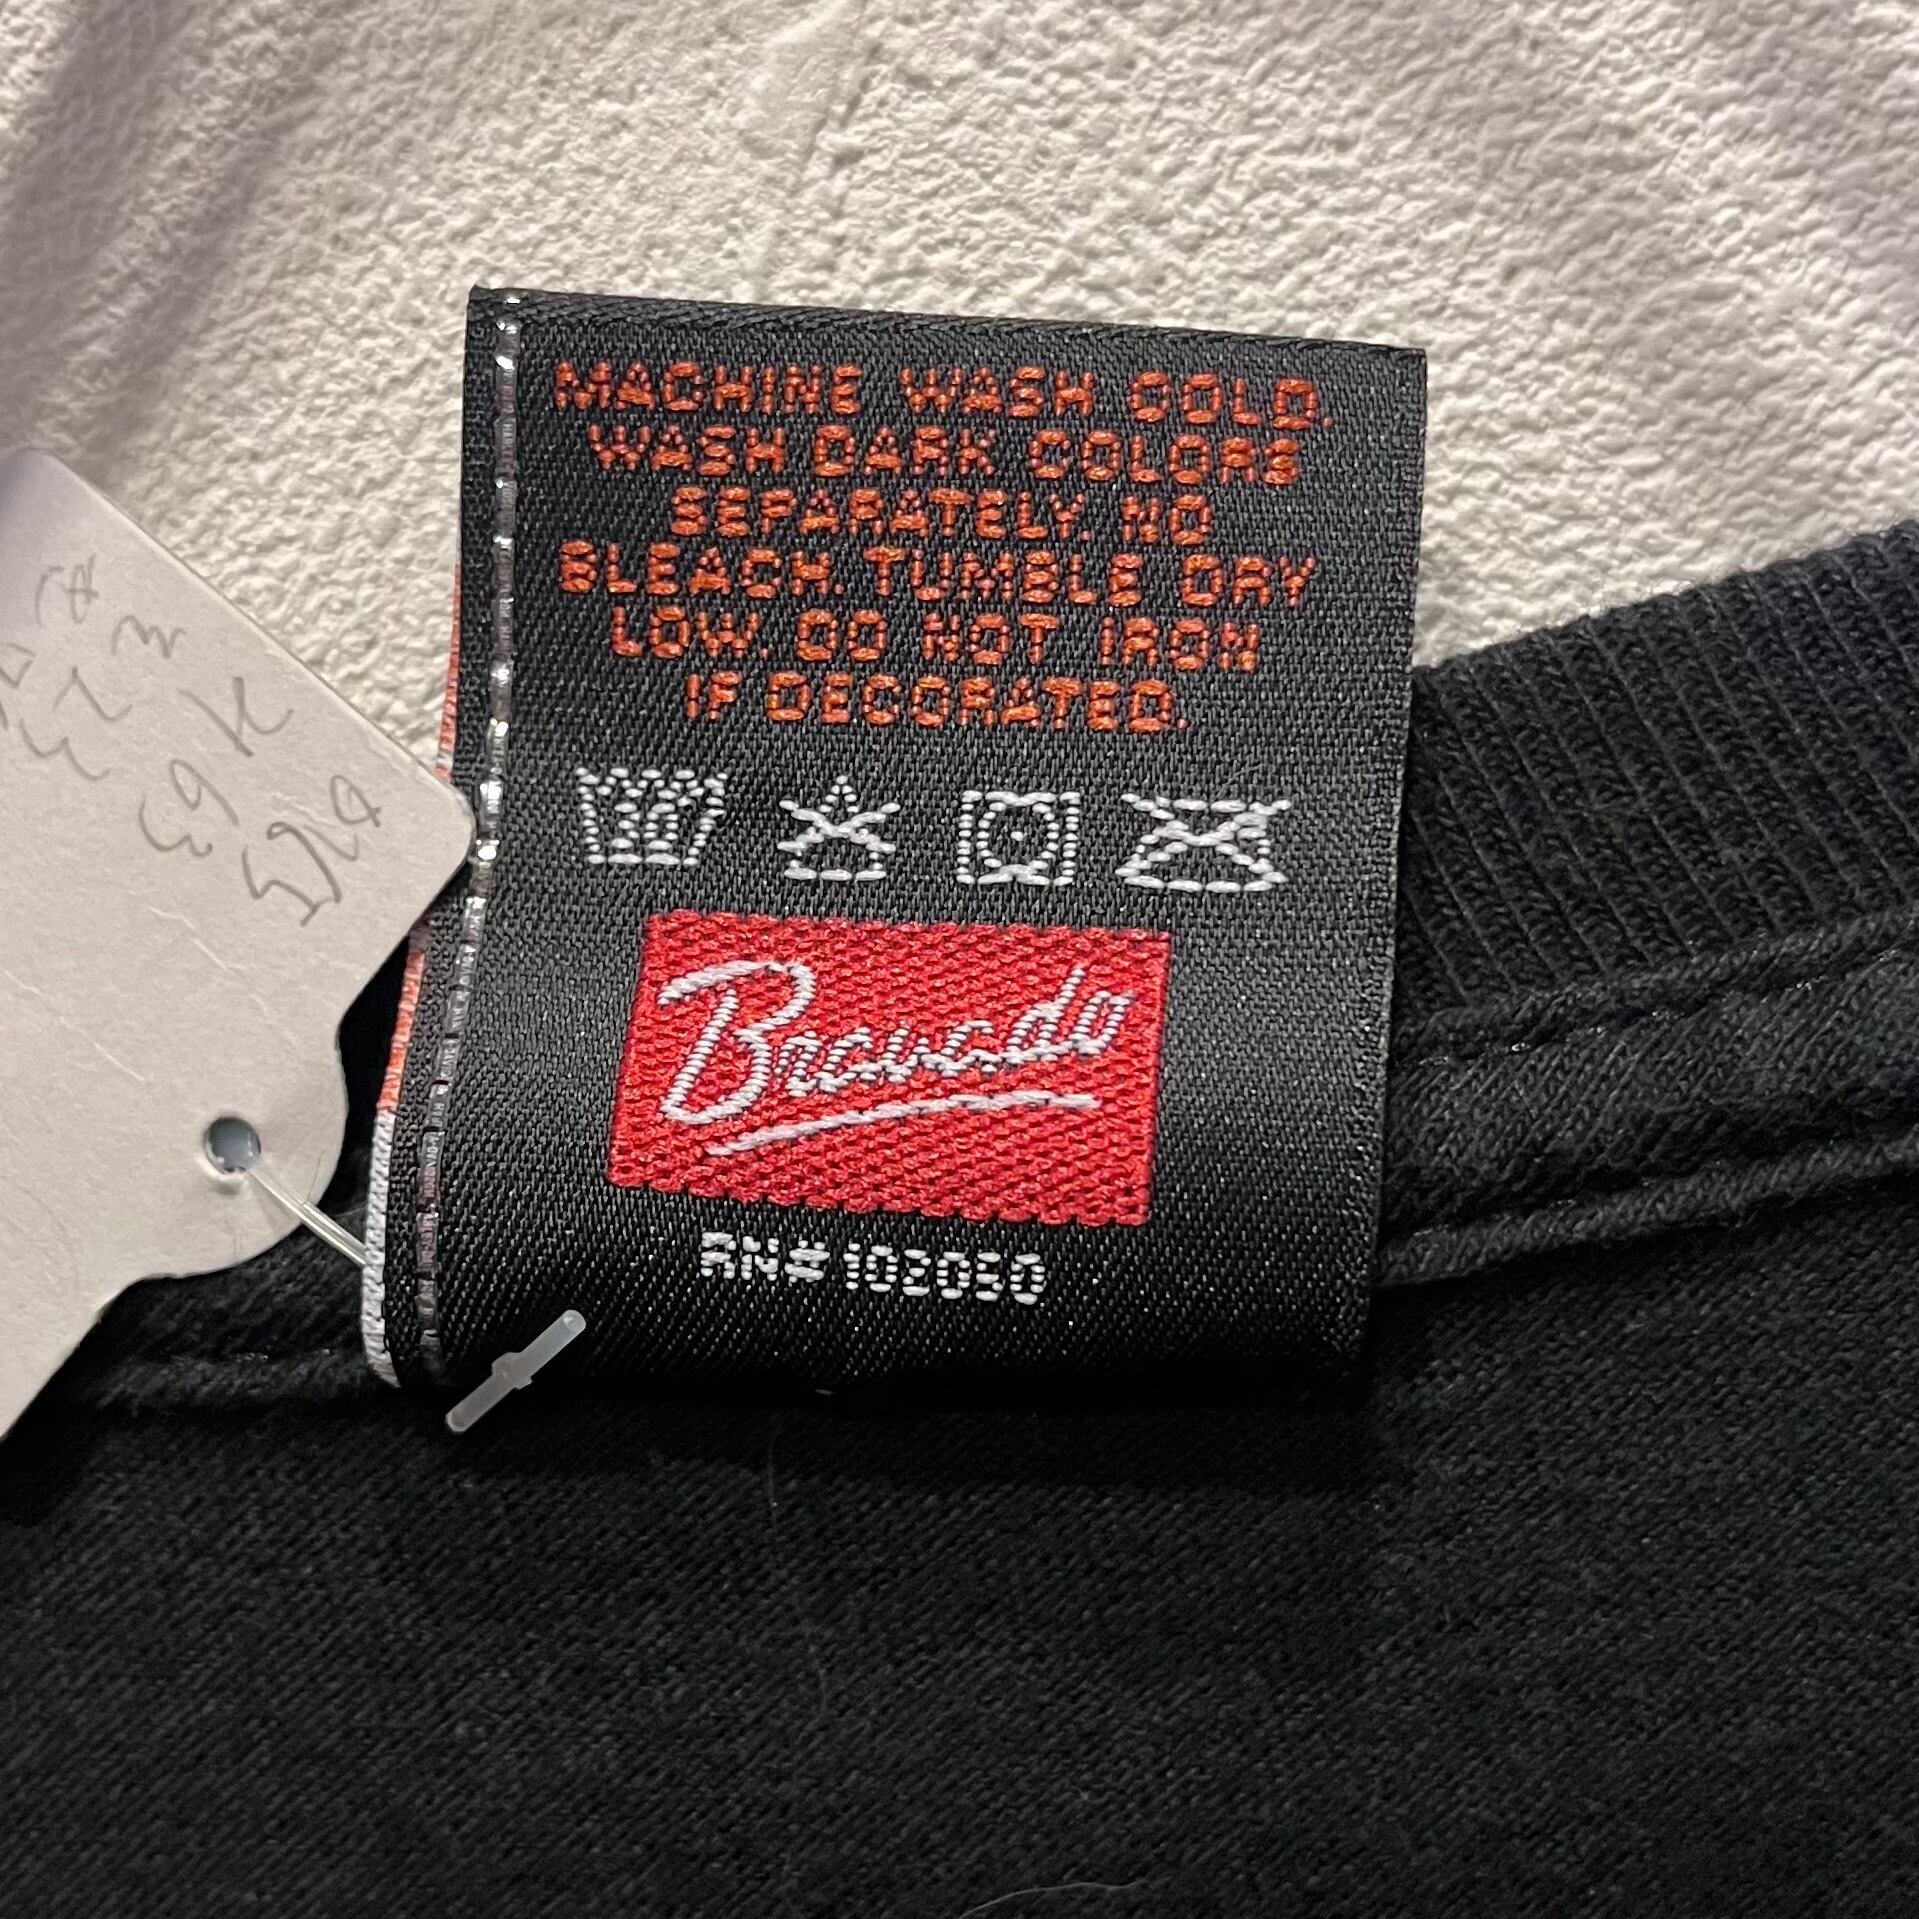 MACHINE WASH COLD.
WASH DARK COLORS
SEPARATELY. NO
BLEACH. TUMBLE DRY
LOW. DO NOT IRON
IF DECORATED.
30
Bravado
RN#102050